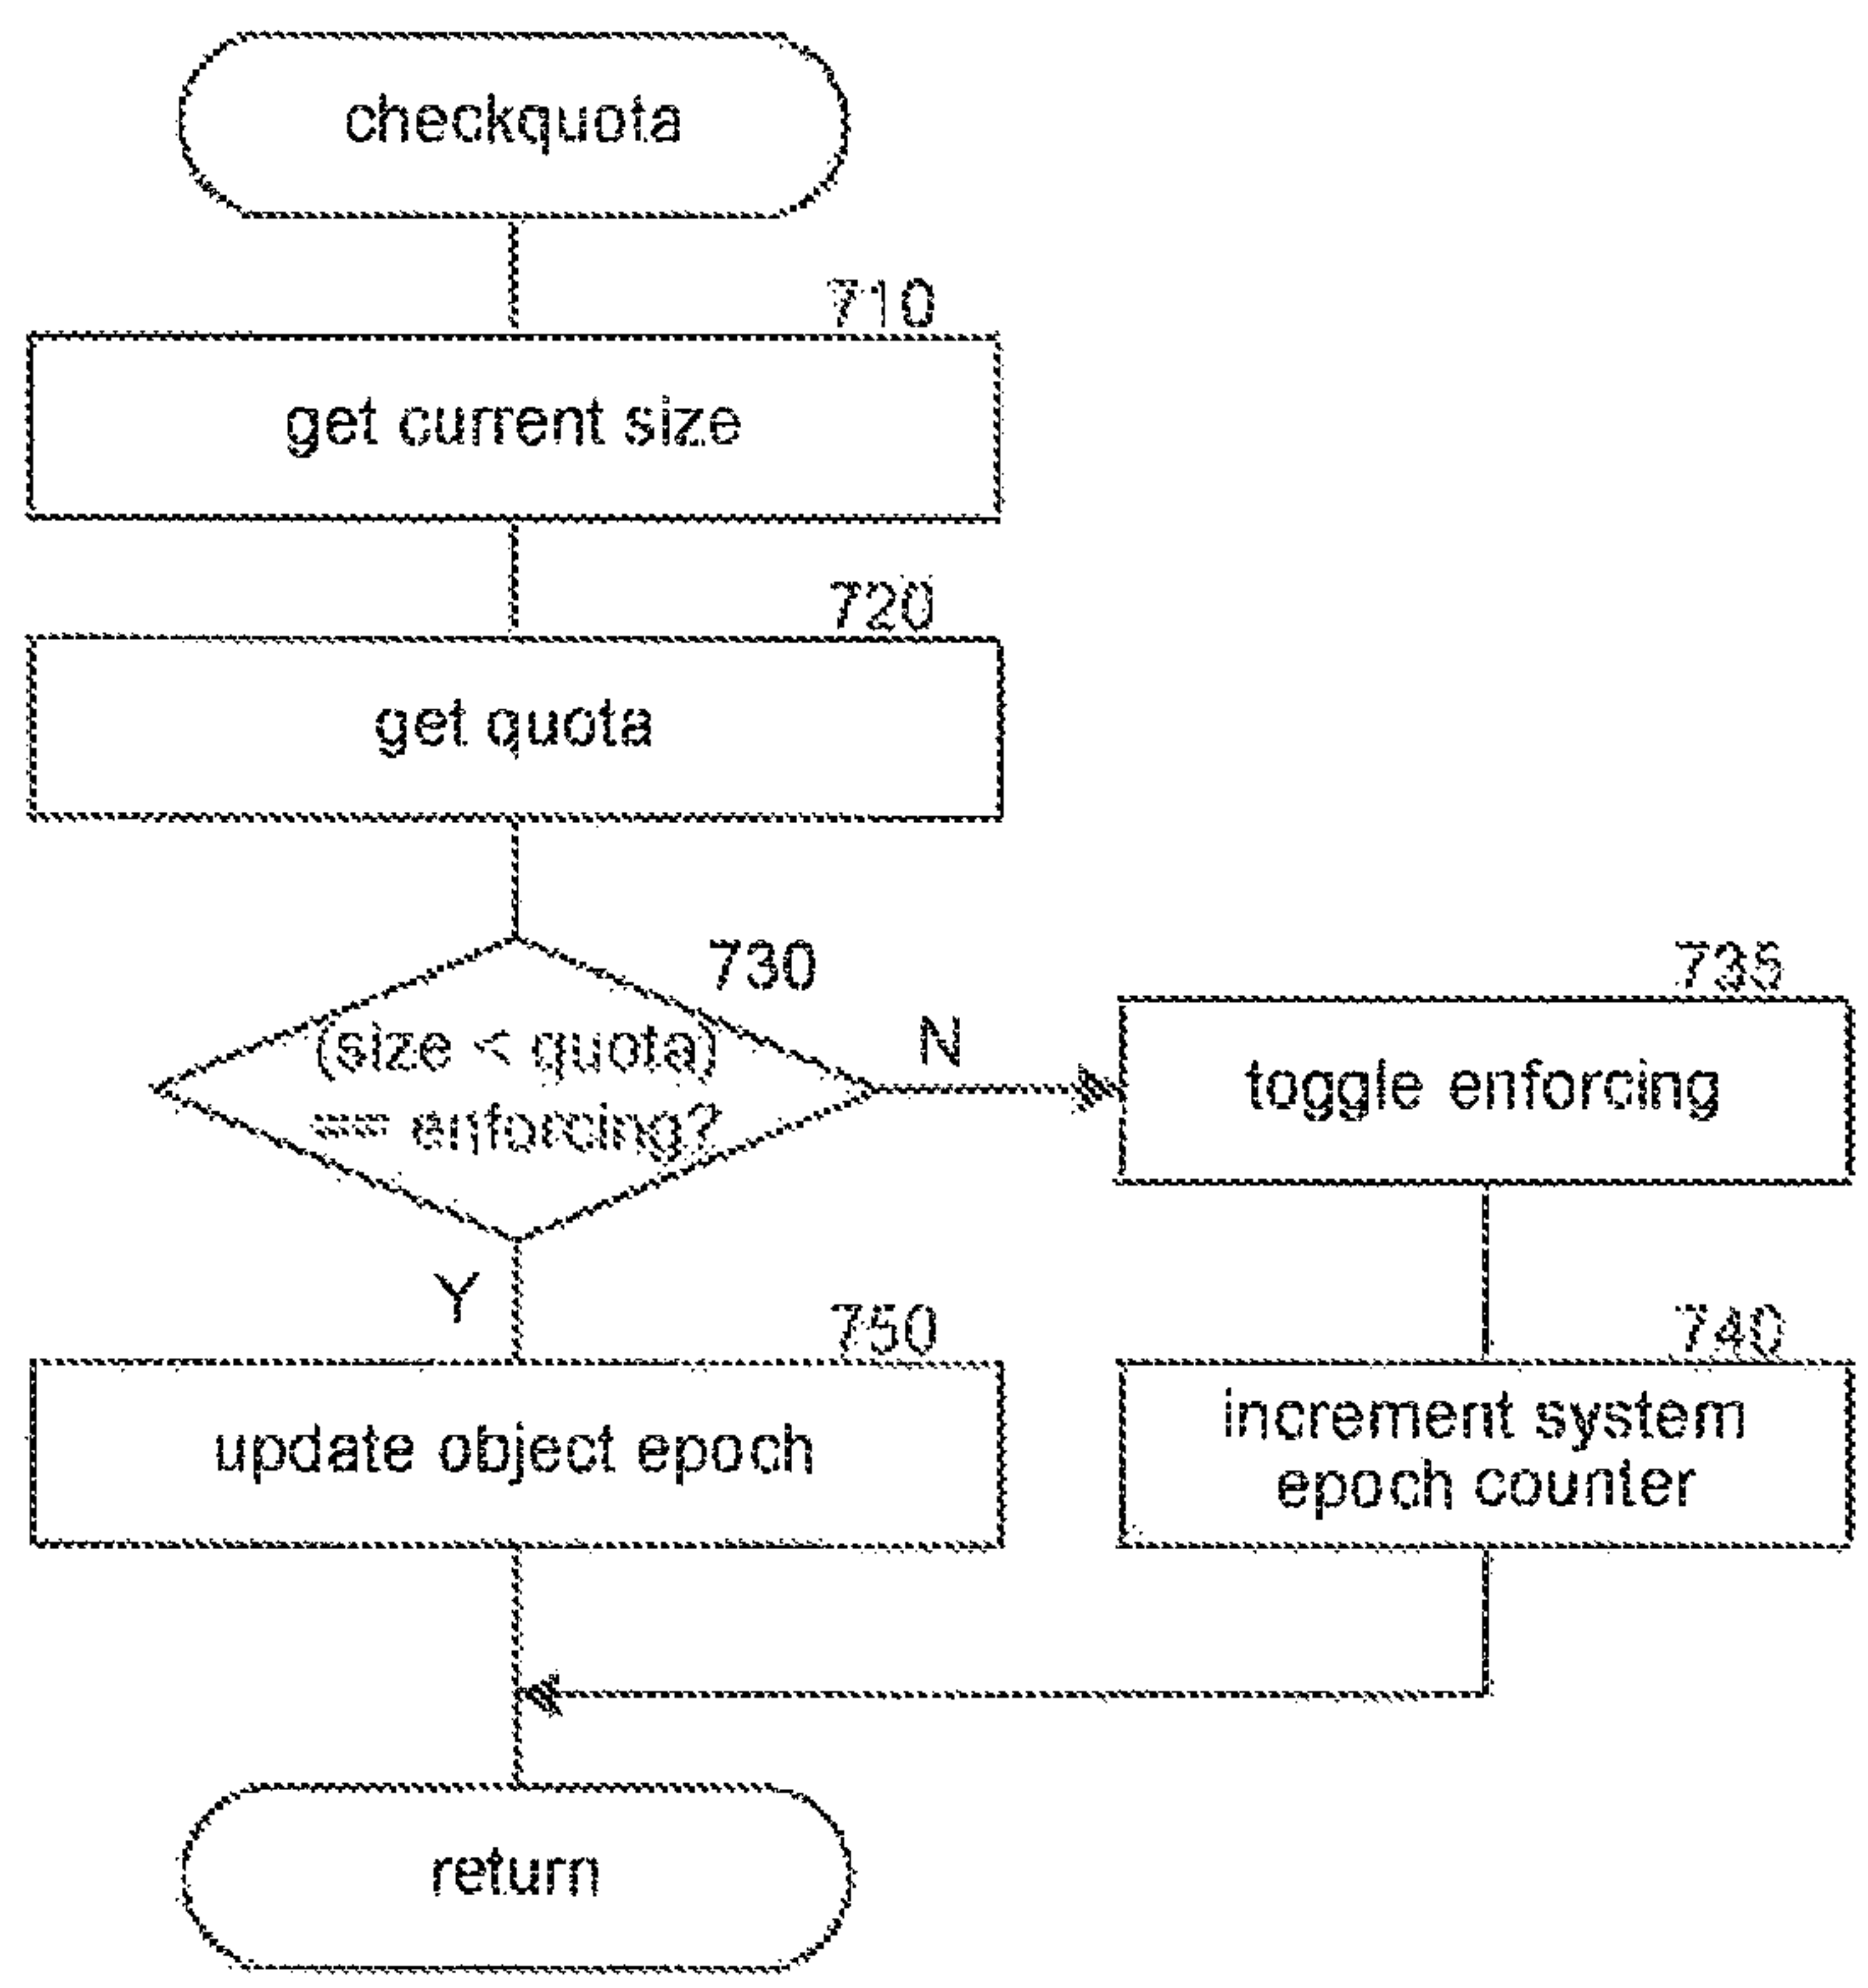 checkquota
710
get current size
720
get quota
730
(size < quota)
== enforcing?
N
735
toggle enforcing
Y
750
update object epoch
740
increment system
epoch counter
return